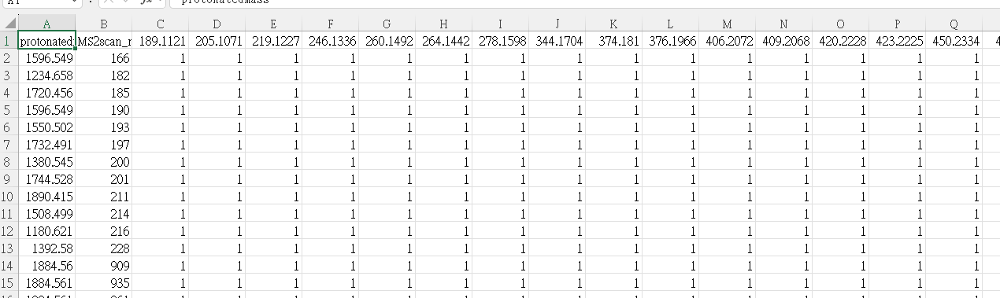 protonatedmass
A B C D E F G H I J K L M N O P Q
1 protonated MS2scan_r 189.1121 205.1071 219.1227 246.1336 260.1492 264.1442 278.1598 344.1704 374.181 376.1966 406.2072 409.2068 420.2228 423.2225 450.2334 4
2 1596.549 166 1 1 1 1 1 1 1 1 1 1 1 1 1 1 1
3 1234.658 182 1 1 1 1 1 1 1 1 1 1 1 1 1 1 1
4 1720.456 185 1 1 1 1 1 1 1 1 1 1 1 1 1 1 1
5 1596.549 190 1 1 1 1 1 1 1 1 1 1 1 1 1 1 1
6 1550.502 193 1 1 1 1 1 1 1 1 1 1 1 1 1 1 1
7 1732.491 197 1 1 1 1 1 1 1 1 1 1 1 1 1 1 1
8 1380.545 200 1 1 1 1 1 1 1 1 1 1 1 1 1 1 1
9 1744.528 201 1 1 1 1 1 1 1 1 1 1 1 1 1 1 1
10 1890.415 211 1 1 1 1 1 1 1 1 1 1 1 1 1 1 1
11 1508.499 214 1 1 1 1 1 1 1 1 1 1 1 1 1 1 1
12 1180.621 216 1 1 1 1 1 1 1 1 1 1 1 1 1 1 1
13 1392.58 228 1 1 1 1 1 1 1 1 1 1 1 1 1 1 1
14 1884.56 909 1 1 1 1 1 1 1 1 1 1 1 1 1 1 1
15 1884.561 935 1 1 1 1 1 1 1 1 1 1 1 1 1 1 1